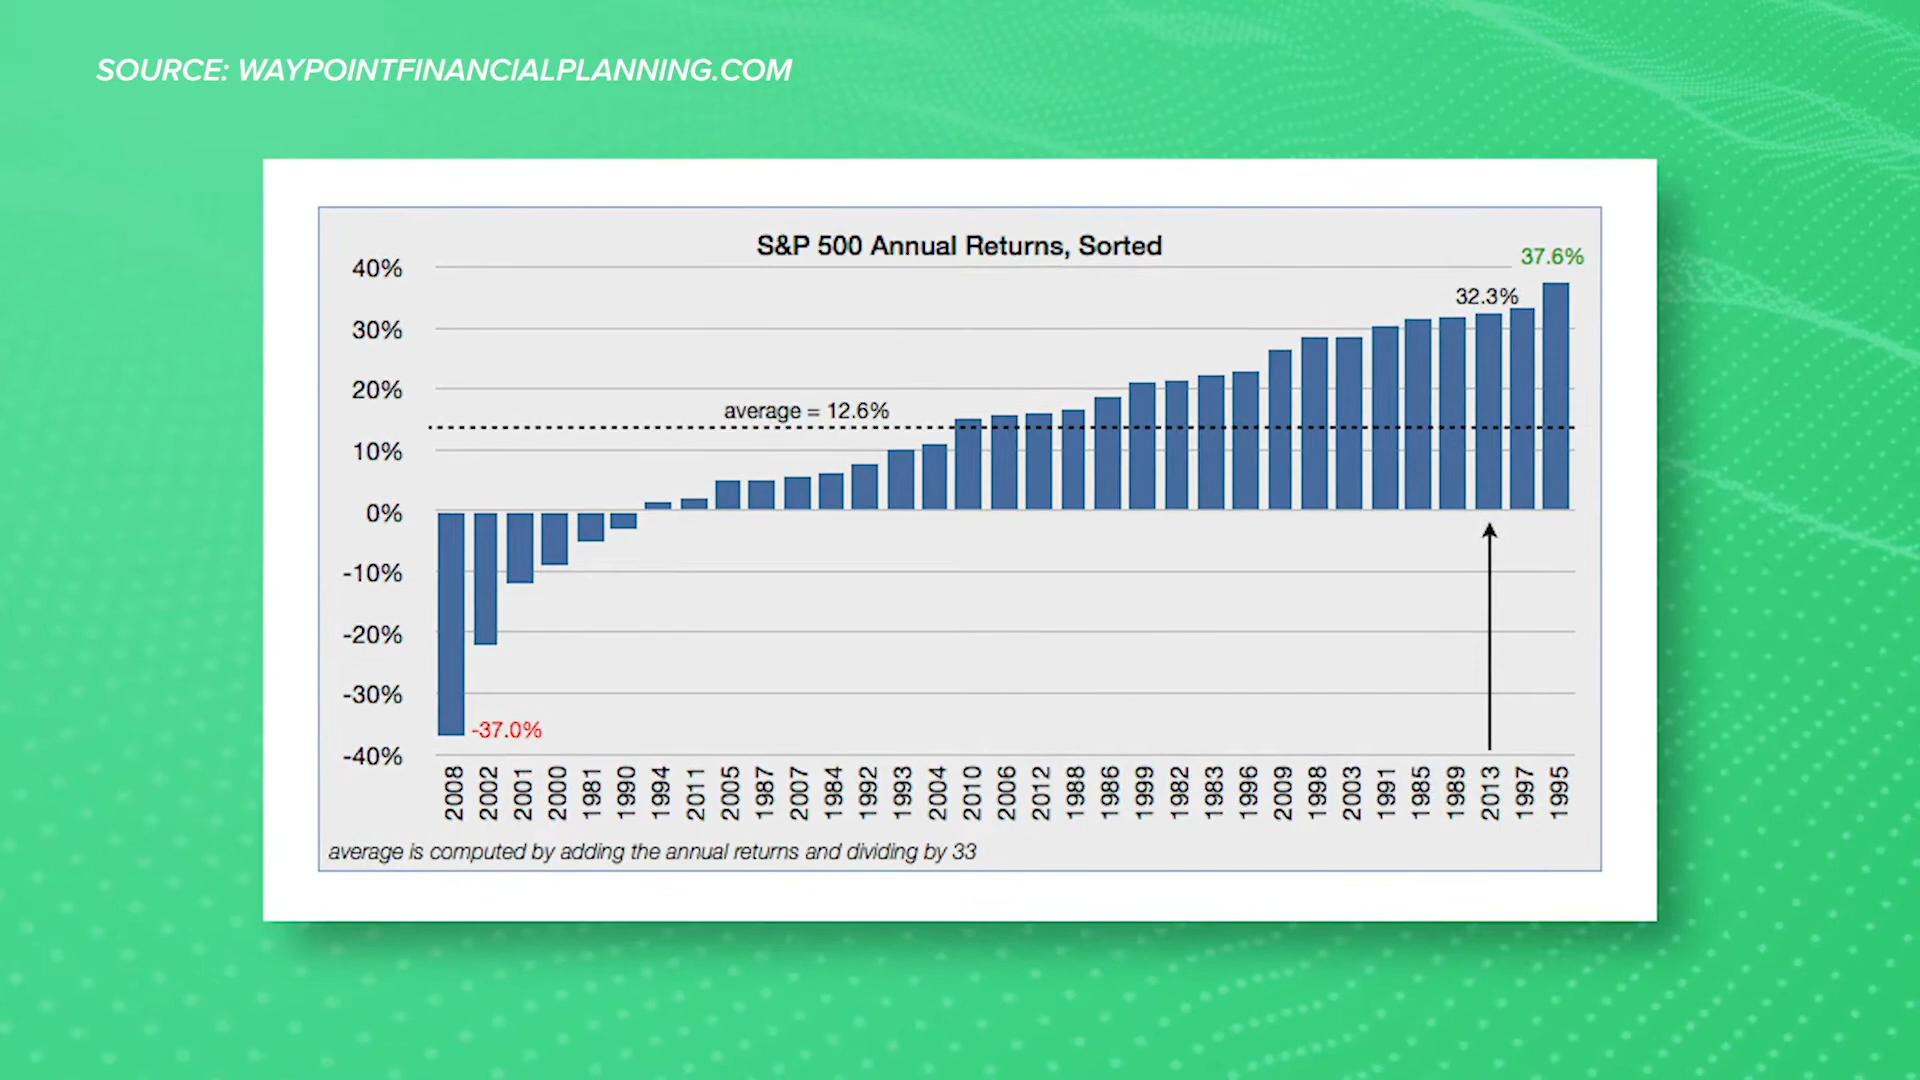 SOURCE: WAYPOINTFINANCIALPLANNING.COM
S&P 500 Annual Returns, Sorted
37.6%
40%
32.3%
30%
20%
average = 12.6%
10%
0%
-10%
-20%
-30%
-37.0%
-40%
2008 2002 2001 2000 1981 1990 1994 2011 2005 1987 2007 1984 1992 1993 2004 2010 2006 2012 1988 1986 1999 1982 1983 1996 2009 1998 2003 1991 1985 1989 2013 1997 1995
average is computed by adding the annual returns and dividing by 33